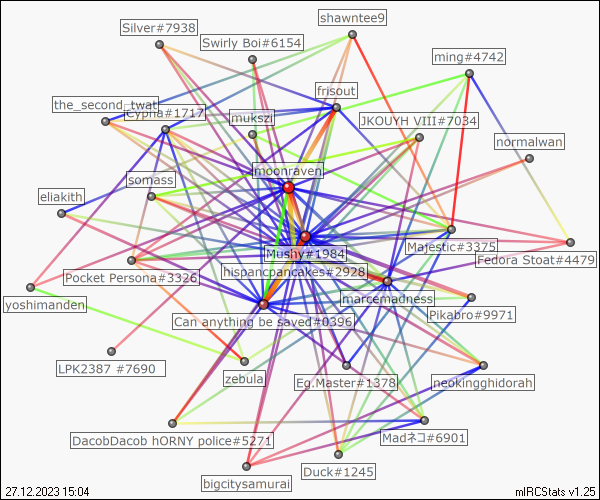 shawntee9
Silver#7938
Swirly Boi#6154
ming#4742
frisout
the_second_twat
Cypha#1717
mukszi
JKOUYH VIII#7034
normalwan
moonraven
somass
eliakith
Majestic#3375
Mushy#1984
Fedora Stoat#4479
hispancpancakes#2928
Pocket Persona#3326
marcemadness
yoshimanden
Pikabro#9971
Can anything be saved#0396
LPK2387 #7690
zebula
Eg.Master#1378
neokingghidorah
DacobDacob hORNY police#5271
Madネコ#6901
Duck#1245
bigcitysamurai
27.12.2023 15:04
mIRCStats v1.25